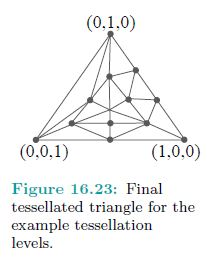 (0,1,0)
(0,0,1)
(1,0,0)
Figure 16.23: Final
tessellated triangle for the
example tessellation
levels.